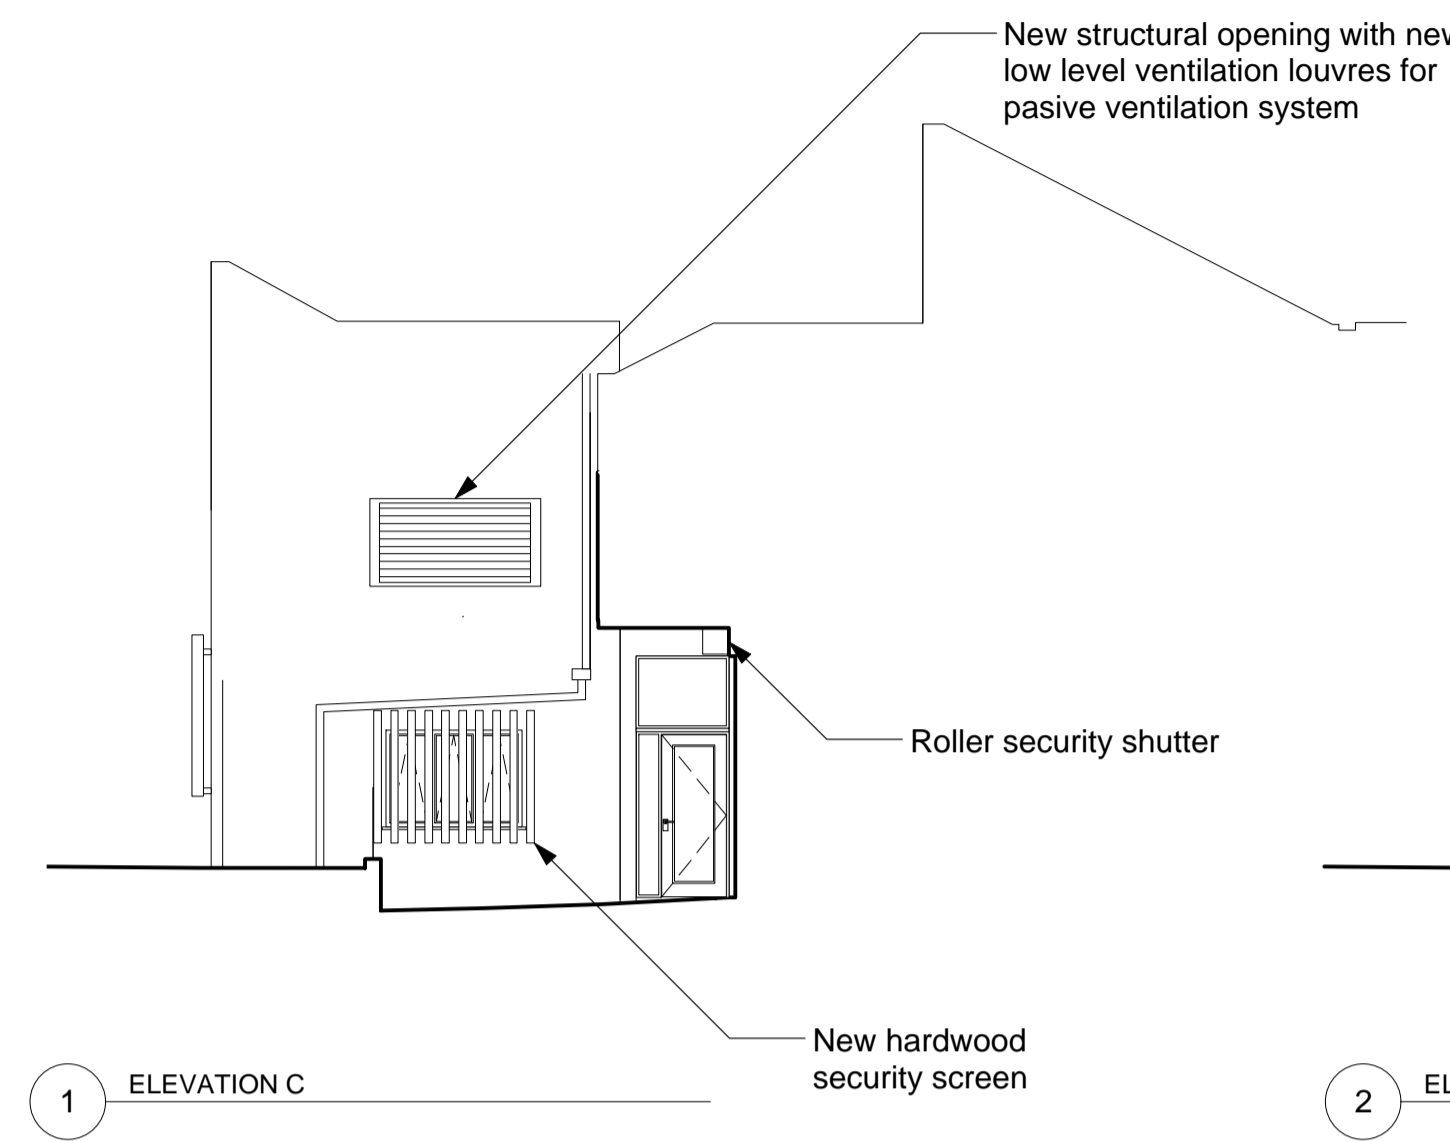 New structural opening with new
low level ventilation louvres for
pasive ventilation system
Roller security shutter
New hardwood
security screen
1 ELEVATION C
2